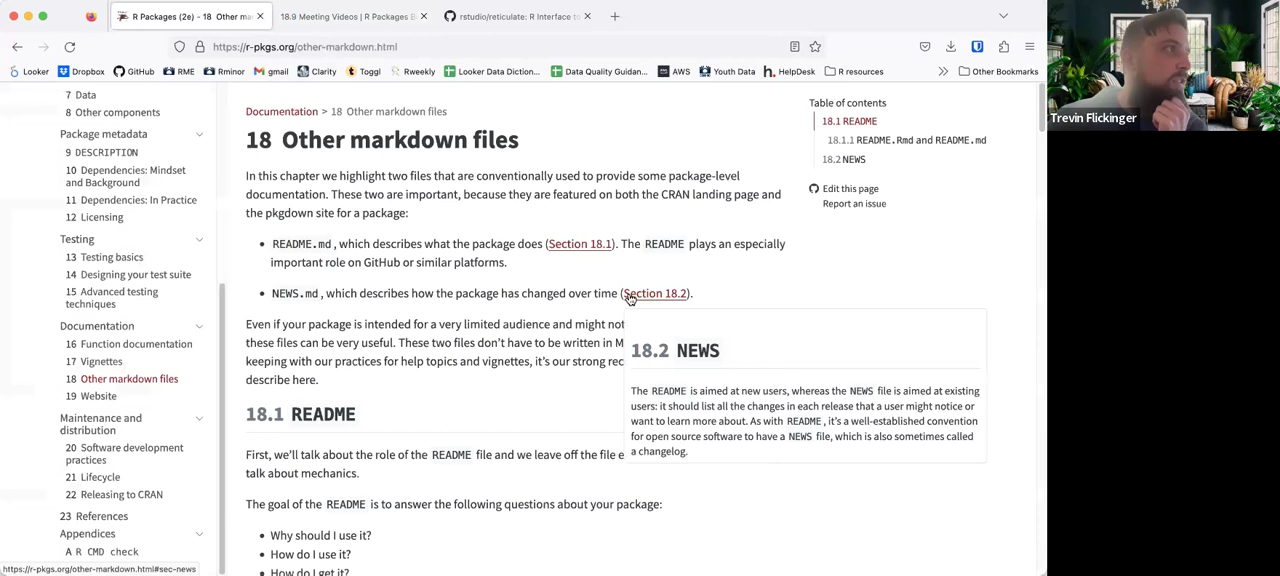 R Packages (2e) - 18 Other mar
18.9 Meeting Videos | R Packages B
rstudio/reticulate: R Interface to
https://r-pkgs.org/other-markdown.html
Looker Dropbox GitHub RME Rminor gmail Clarity Toggl Rweekly Looker Data Diction... Data Quality Guidan... AWS Youth Data HelpDesk R resources Other Bookmarks
7 Data
8 Other components
Package metadata
9 DESCRIPTION
10 Dependencies: Mindset
and Background
11 Dependencies: In Practice
12 Licensing
Testing
13 Testing basics
14 Designing your test suite
15 Advanced testing
techniques
Documentation
16 Function documentation
17 Vignettes
18 Other markdown files
19 Website
Maintenance and
distribution
20 Software development
practices
21 Lifecycle
22 Releasing to CRAN
23 References
Appendices
A R CMD check
https://r-pkgs.org/other-markdown.html#sec-news
Documentation > 18 Other markdown files
18 Other markdown files
In this chapter we highlight two files that are conventionally used to provide some package-level
documentation. These two are important, because they are featured on both the CRAN landing page and
the pkgdown site for a package:
• README.md, which describes what the package does (Section 18.1). The README plays an especially
important role on GitHub or similar platforms.
• NEWS.md, which describes how the package has changed over time (Section 18.2).
Even if your package is intended for a very limited audience and might not
these files can be very useful. These two files don't have to be written in M
keeping with our practices for help topics and vignettes, it's our strong rec
describe here.
18.1 README
First, we'll talk about the role of the README file and we leave off the file e
talk about mechanics.
The goal of the README is to answer the following questions about your package:
• Why should I use it?
• How do I use it?
• How do I get it?
18.2 NEWS
The README is aimed at new users, whereas the NEWS file is aimed at existing
users: it should list all the changes in each release that a user might notice or
want to learn more about. As with README, it's a well-established convention
for open source software to have a NEWS file, which is also sometimes called
a changelog.
Table of contents
18.1 README
18.1.1 README.Rmd and README.md
18.2 NEWS
Edit this page
Report an issue
Trevin Flickinger